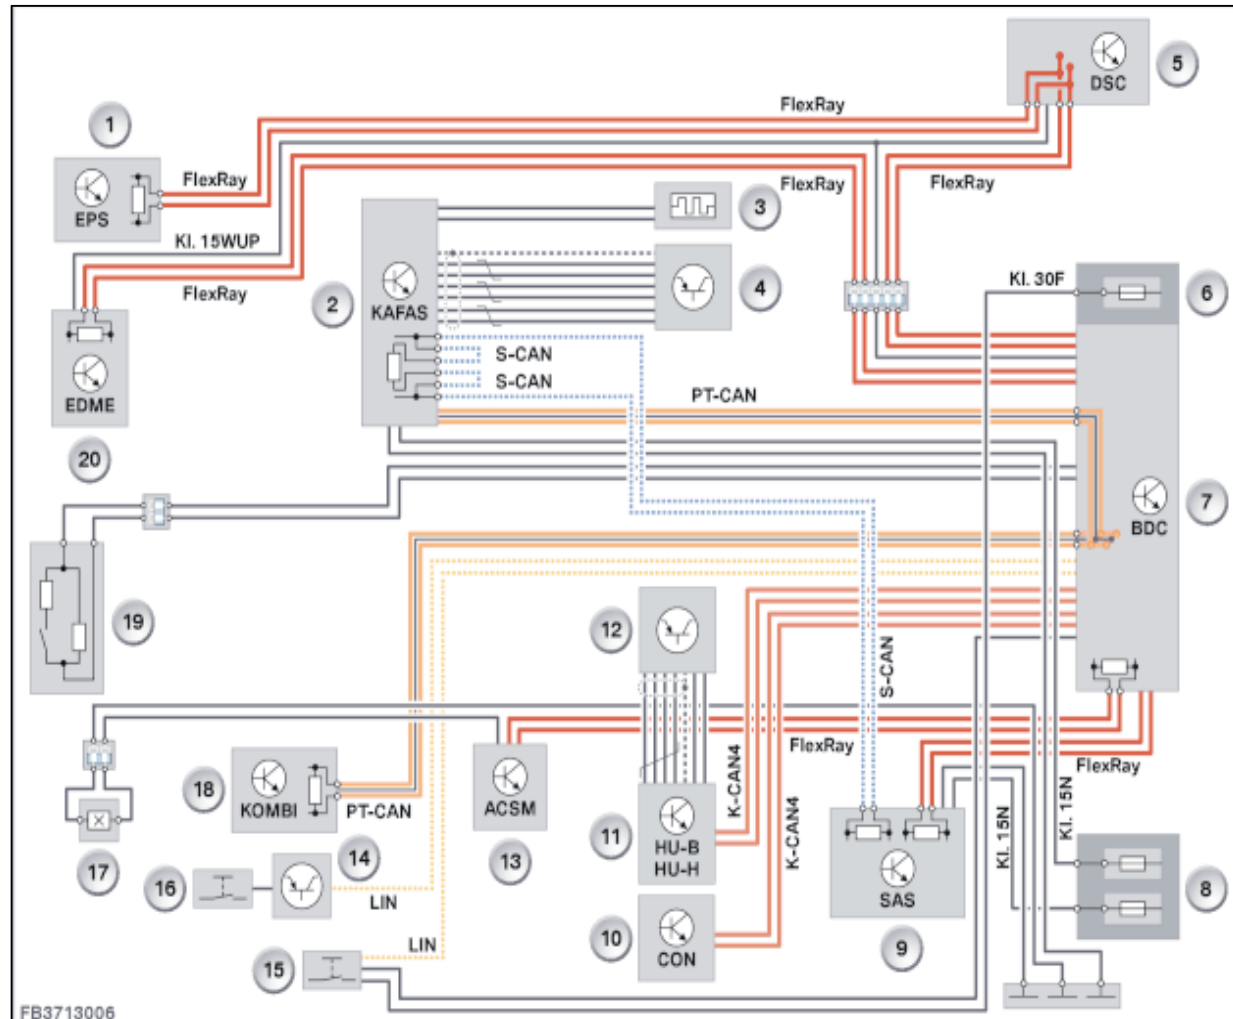 5
DSC
FlexRay
1
FlexRay
FlexRay
FlexRay
EPS
3
Kl. 15WUP
2
KAFAS
4
Kl. 30F
6
FlexRay
S-CAN
S-CAN
EDME
PT-CAN
20
7
BDC
19
12
S-CAN
FlexRay
FlexRay
18
KOMBI
PT-CAN
ACSM
K-CAN4
K-CAN4
11
HU-B
HU-H
Kl. 15N
Kl. 15N
17
14
13
16
LIN
SAS
8
10
CON
9
LIN
15
FB3713006